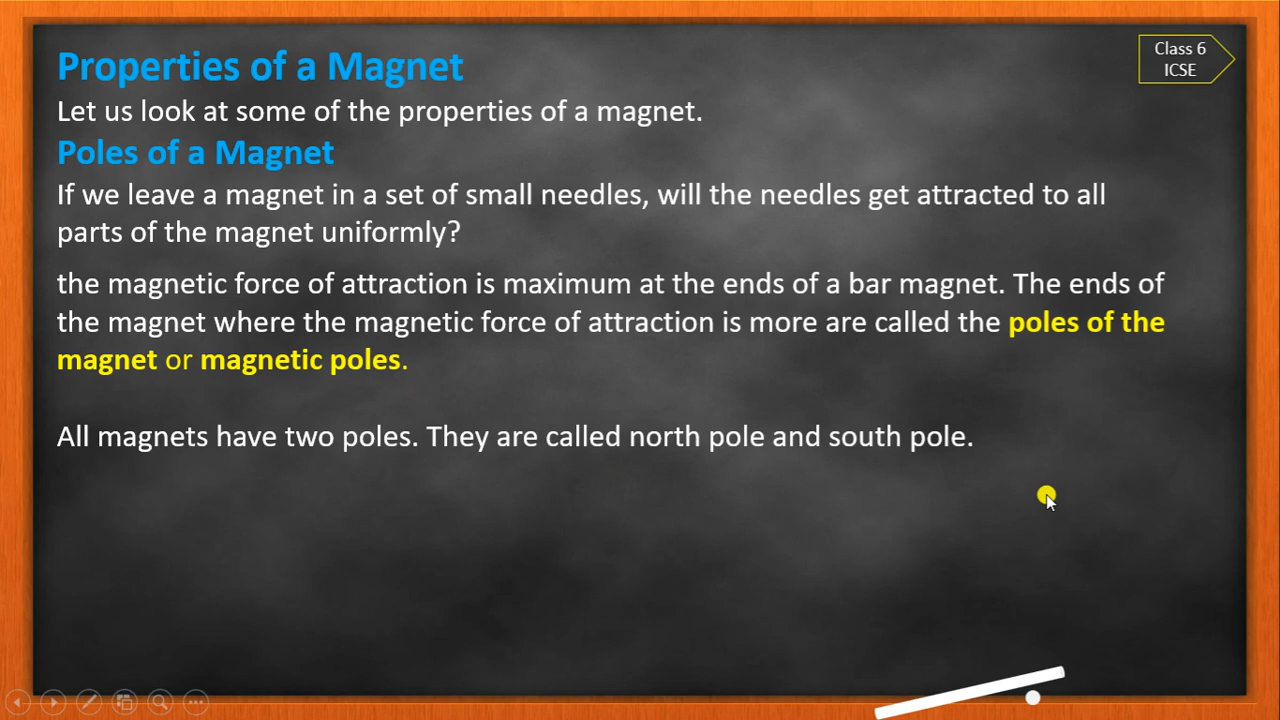 Properties of a Magnet
Class 6
ICSE
Let us look at some of the properties of a magnet.
Poles of a Magnet
If we leave a magnet in a set of small needles, will the needles get attracted to all
parts of the magnet uniformly?
the magnetic force of attraction is maximum at the ends of a bar magnet. The ends of
the magnet where the magnetic force of attraction is more are called the poles of the
magnet or magnetic poles.
All magnets have two poles. They are called north pole and south pole.